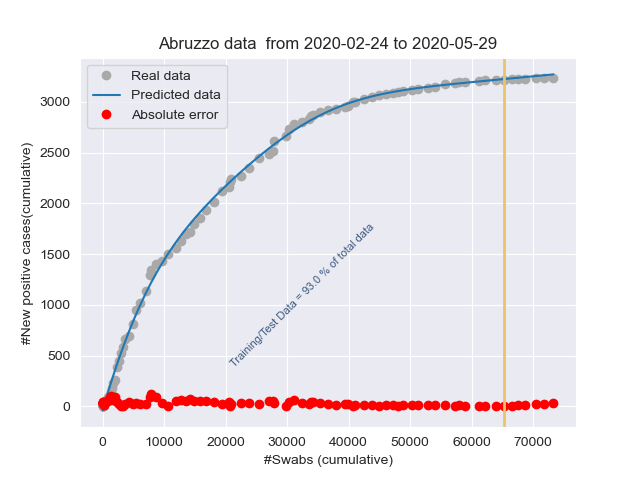 Abruzzo data  from 2020-02-24 to 2020-05-29
Real data
Predicted data
Absolute error
#New positive cases(cumulative)
3000
2500
2000
1500
1000
500
0
Training/Test Data = 93.0 % of total data
0 10000 20000 30000 40000 50000 60000 70000
#Swabs (cumulative)